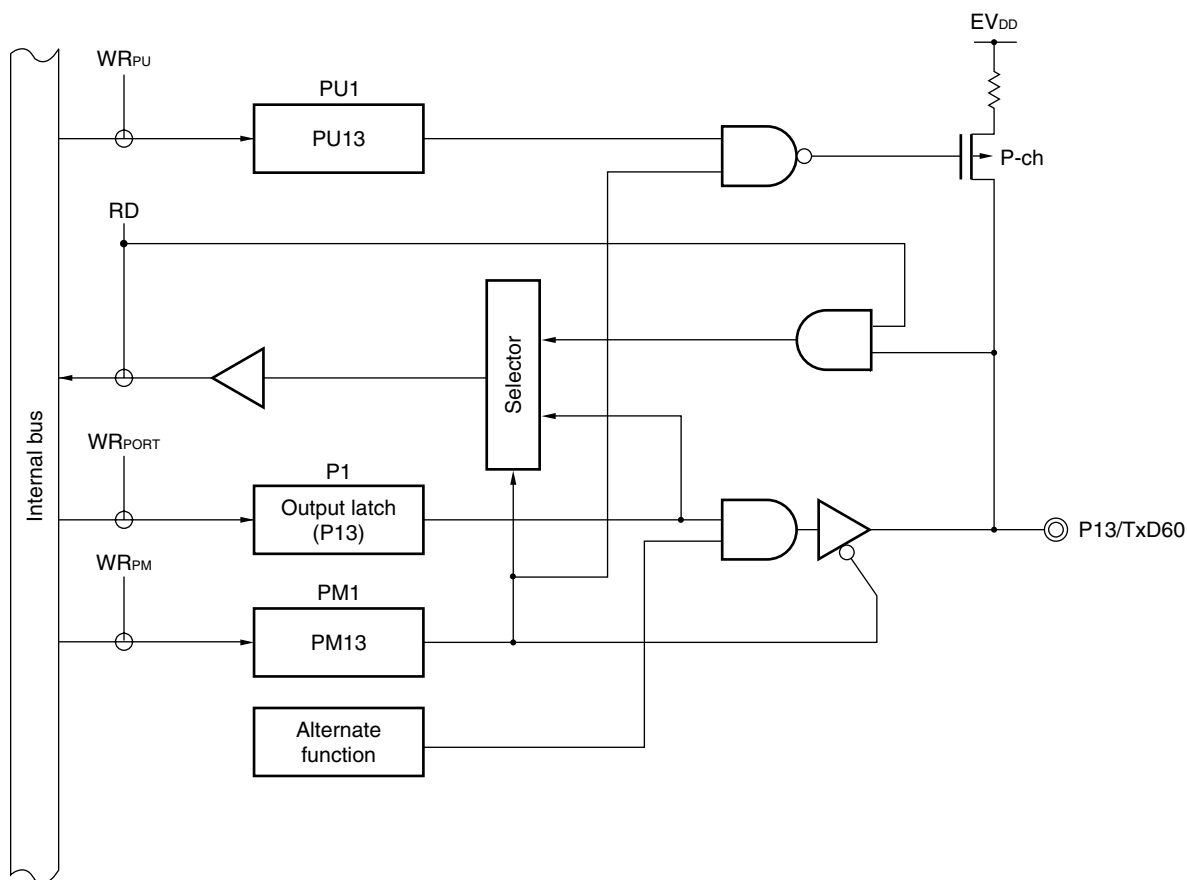 EVDD
WRPU
PU1
PU13
P-ch
RD
Selector
Internal bus
WRPORT
P1
Output latch
(P13)
P13/TxD60
WRPM
PM1
PM13
Alternate
function